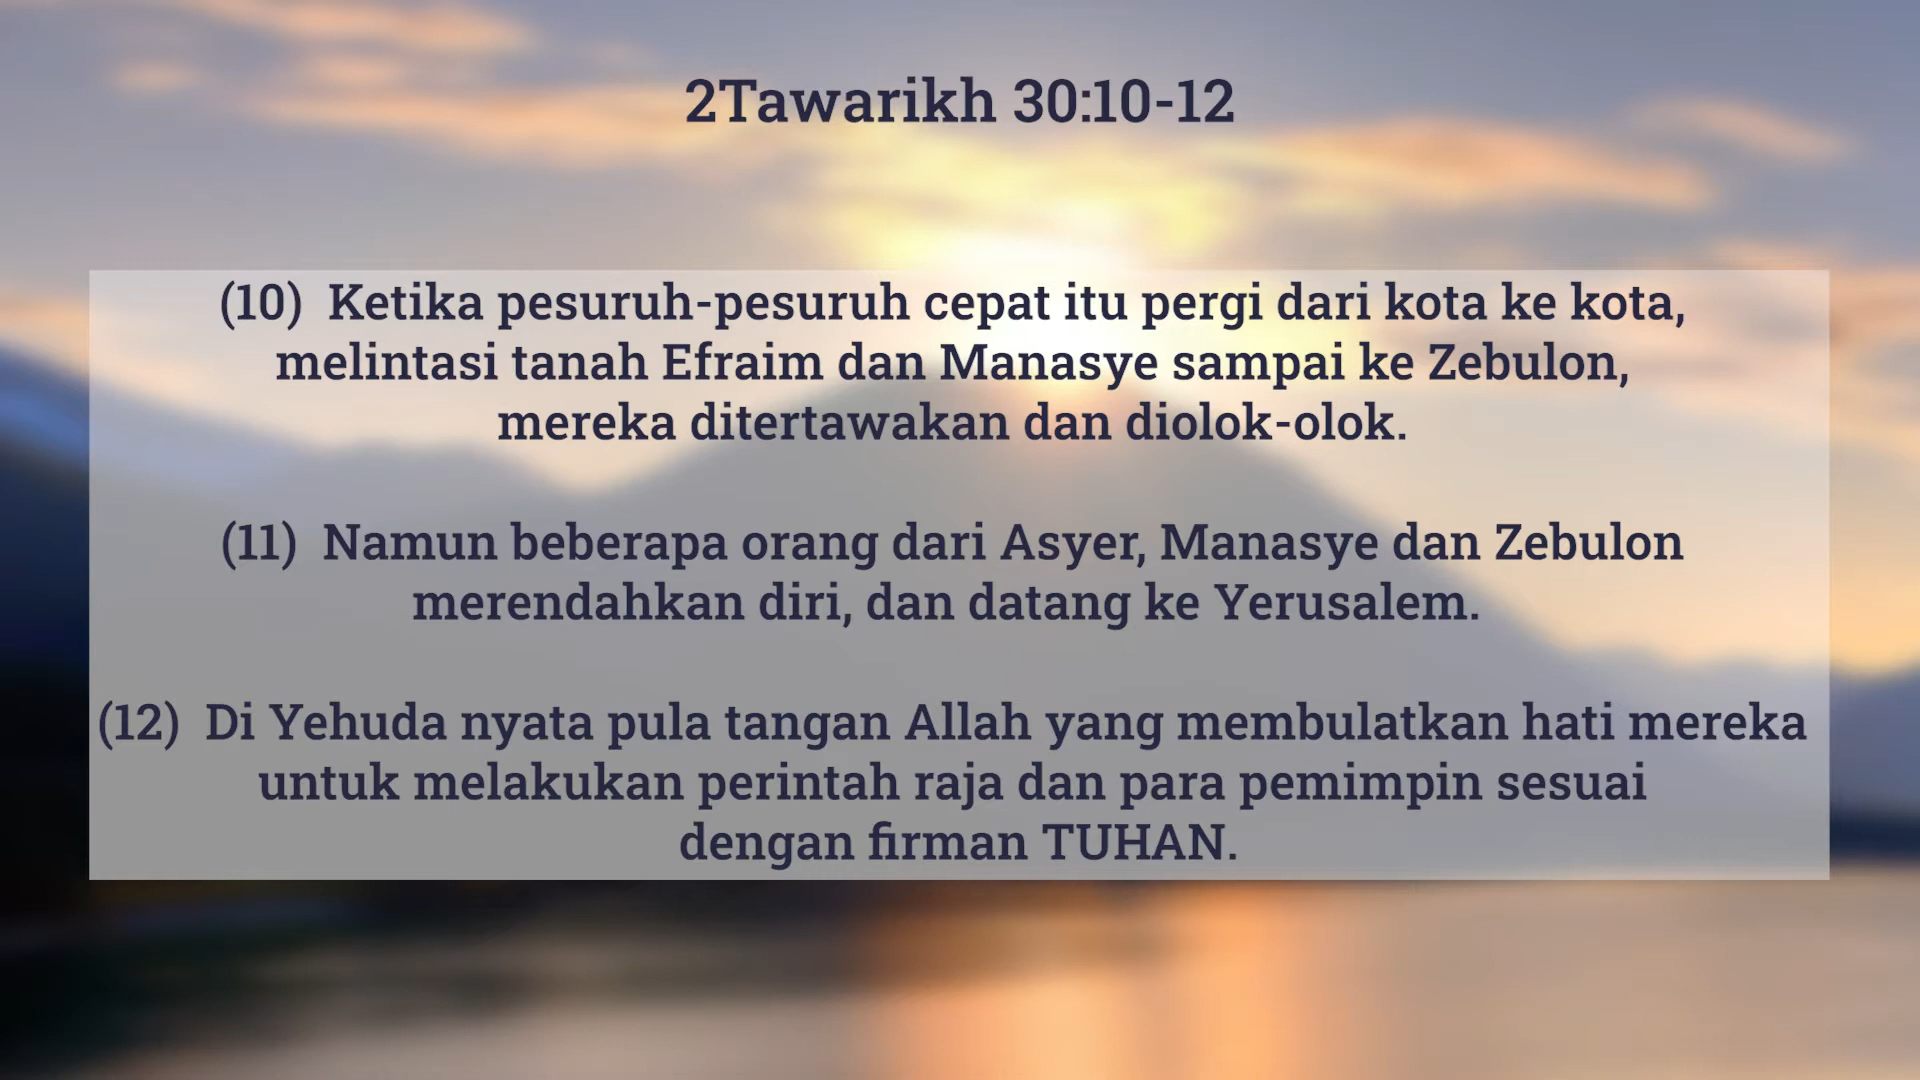 2Tawarikh 30:10-12
(10) Ketika pesuruh-pesuruh cepat itu pergi dari kota ke kota,
melintasi tanah Efraim dan Manasye sampai ke Zebulon,
mereka ditertawakan dan diolok-olok.
(11) Namun beberapa orang dari Asyer, Manasye dan Zebulon
merendahkan diri, dan datang ke Yerusalem.
(12) Di Yehuda nyata pula tangan Allah yang membulatkan hati mereka
untuk melakukan perintah raja dan para pemimpin sesuai
dengan firman TUHAN.